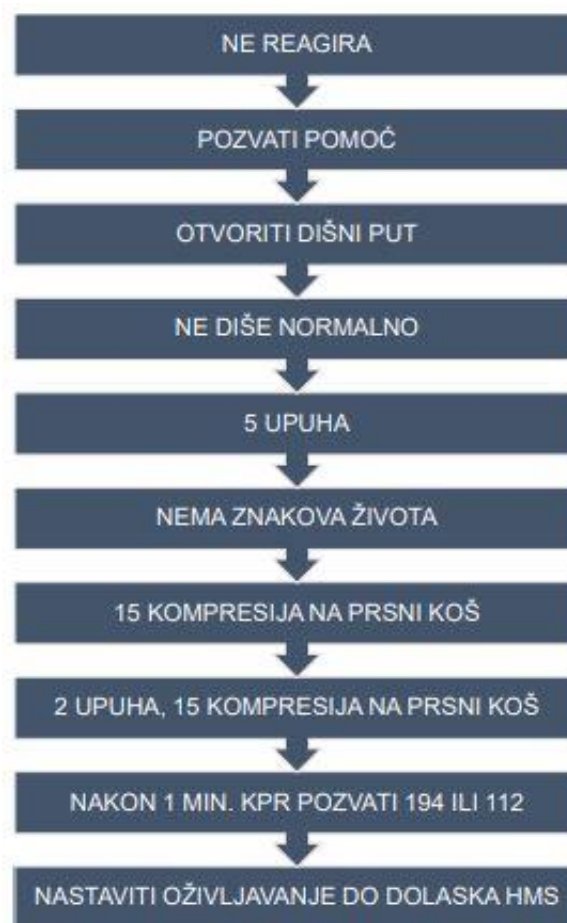 NE REAGIRA
POZVATI POMOĆ
OTVORITI DIŠNI PUT
NE DIŠE NORMALNO
5 UPUHA
NEMA ZNAKOVA ŽIVOTA
15 KOMPRESIJA NA PRSNI KOŠ
2 UPUHA, 15 KOMPRESIJA NA PRSNI KOŠ
NAKON 1 MIN. KPR POZVATI 194 ILI 112
NASTAVITI OŽIVLJAVANJE DO DOLASKA HMS